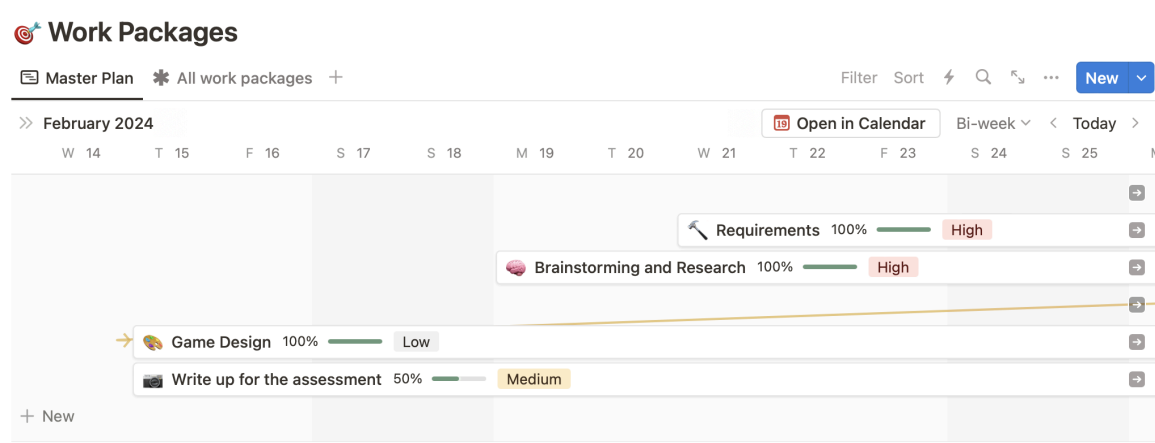 Work Packages
Master Plan All work packages
Filter Sort New
February 2024 19 Open in Calendar Bi-week Today
W 14 T 15 F 16 S 17 S 18 M 19 T 20 W 21 T 22 F 23 S 24 S 25
Requirements 100% High
Brainstorming and Research 100% High
Game Design 100% Low
Write up for the assessment 50% Medium
New